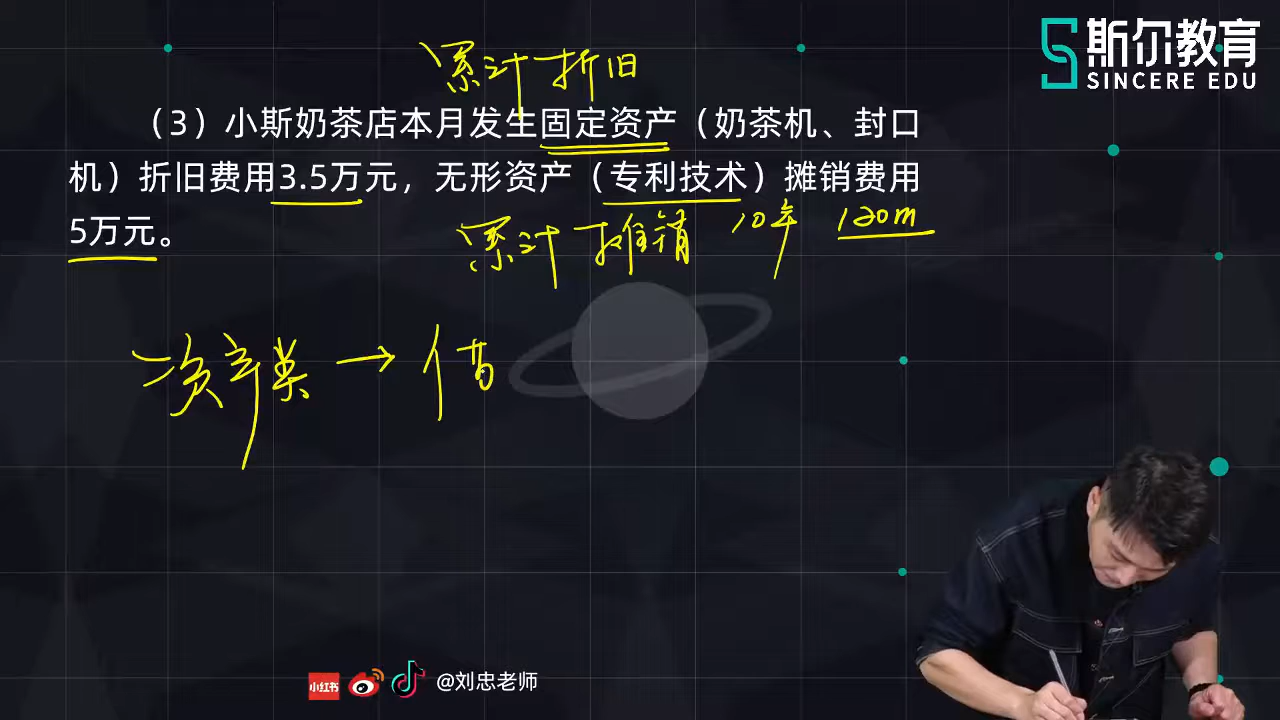 斯尔教育
SINCERE EDU
累计折旧
（3）小斯奶茶店本月发生固定资产（奶茶机、封口
机）折旧费用3.5万元，无形资产（专利技术）摊销费用
5万元。
累计摊销 10年 120m
资产类 → 借
小红书
@刘忠老师